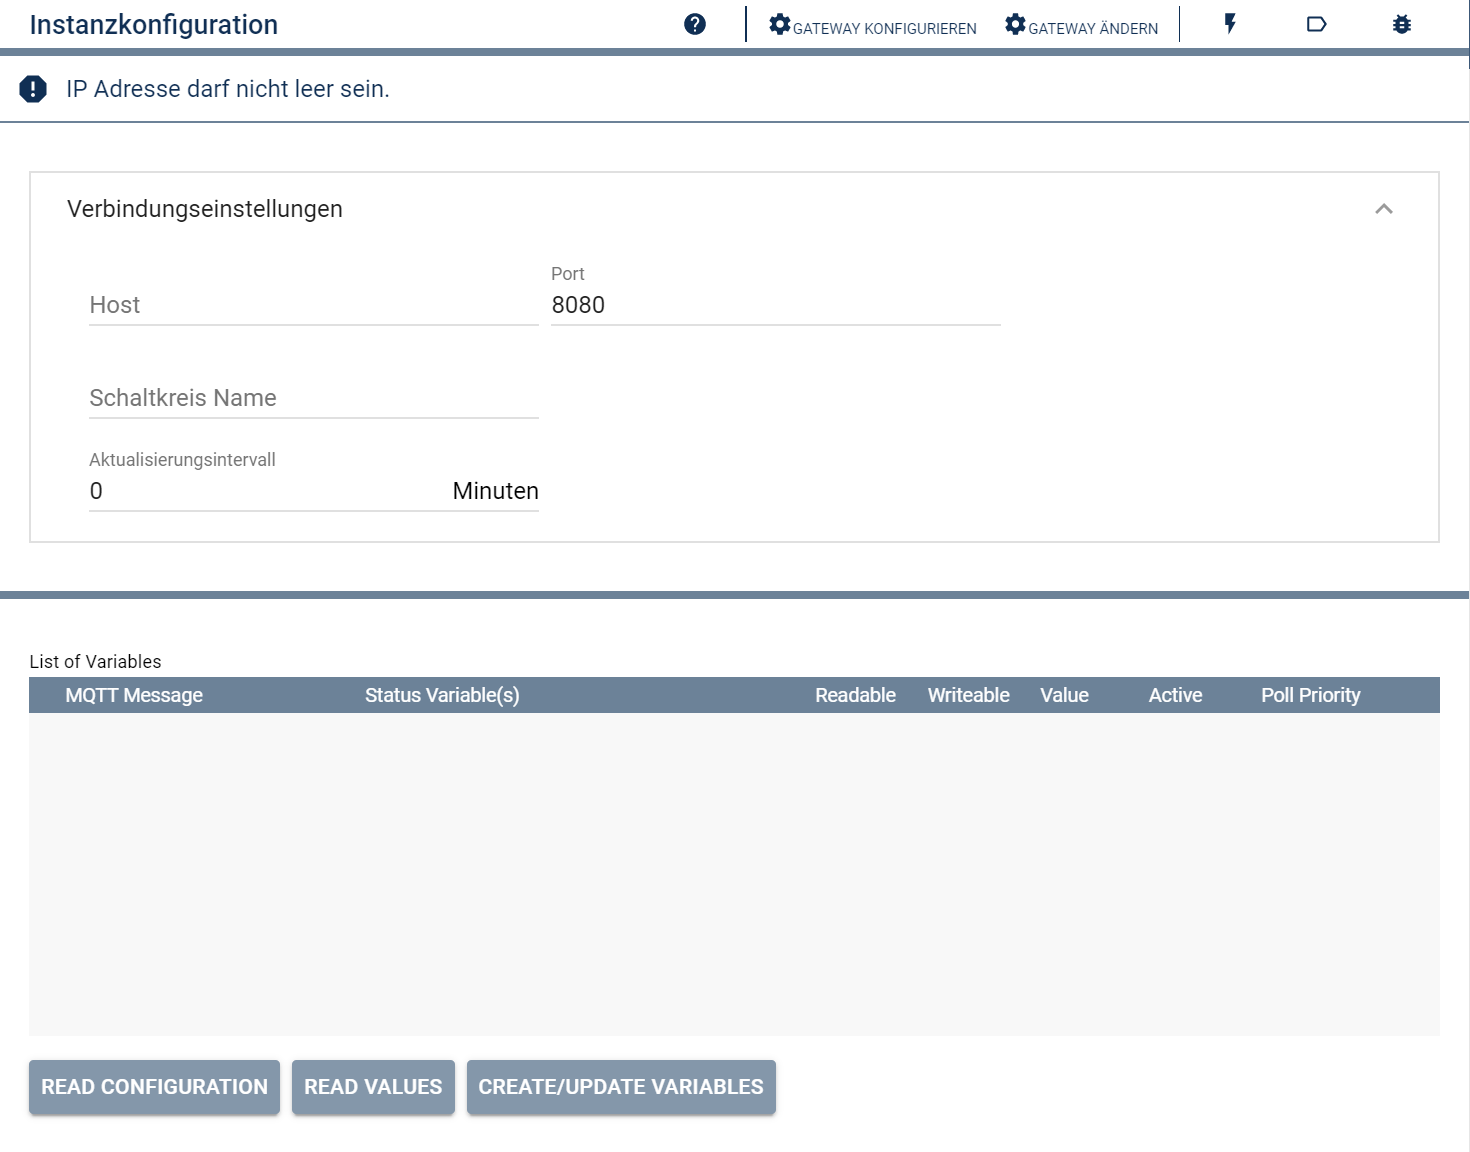 Instanzkonfiguration
GATEWAY KONFIGURIEREN
GATEWAY ÄNDERN
IP Adresse darf nicht leer sein.
Verbindungseinstellungen
Host
Port
8080
Schaltkreis Name
Aktualisierungsintervall
0 Minuten
List of Variables
MQTT Message Status Variable(s) Readable Writeable Value Active Poll Priority
READ CONFIGURATION
READ VALUES
CREATE/UPDATE VARIABLES